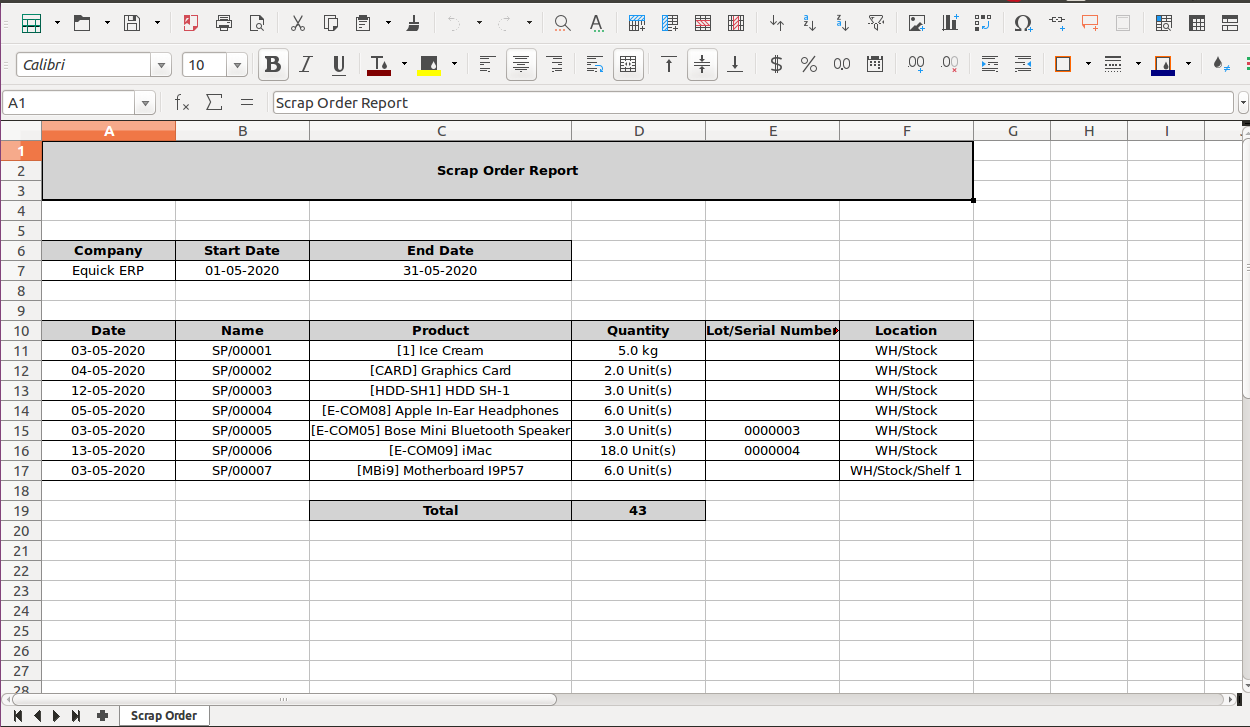 Calibri 10
A1 Scrap Order Report
A B C D E F G H I
1
2 Scrap Order Report
3
4
5
6 Company Start Date End Date
7 Equick ERP 01-05-2020 31-05-2020
8
9
10 Date Name Product Quantity Lot/Serial Number Location
11 03-05-2020 SP/00001 [1] Ice Cream 5.0 kg WH/Stock
12 04-05-2020 SP/00002 [CARD] Graphics Card 2.0 Unit(s) WH/Stock
13 12-05-2020 SP/00003 [HDD-SH1] HDD SH-1 3.0 Unit(s) WH/Stock
14 05-05-2020 SP/00004 [E-COM08] Apple In-Ear Headphones 6.0 Unit(s) WH/Stock
15 03-05-2020 SP/00005 [E-COM05] Bose Mini Bluetooth Speaker 3.0 Unit(s) 0000003 WH/Stock
16 13-05-2020 SP/00006 [E-COM09] iMac 18.0 Unit(s) 0000004 WH/Stock
17 03-05-2020 SP/00007 [MBi9] Motherboard I9P57 6.0 Unit(s) WH/Stock/Shelf 1
18
19 Total 43
20
21
22
23
24
25
26
27
28
Scrap Order